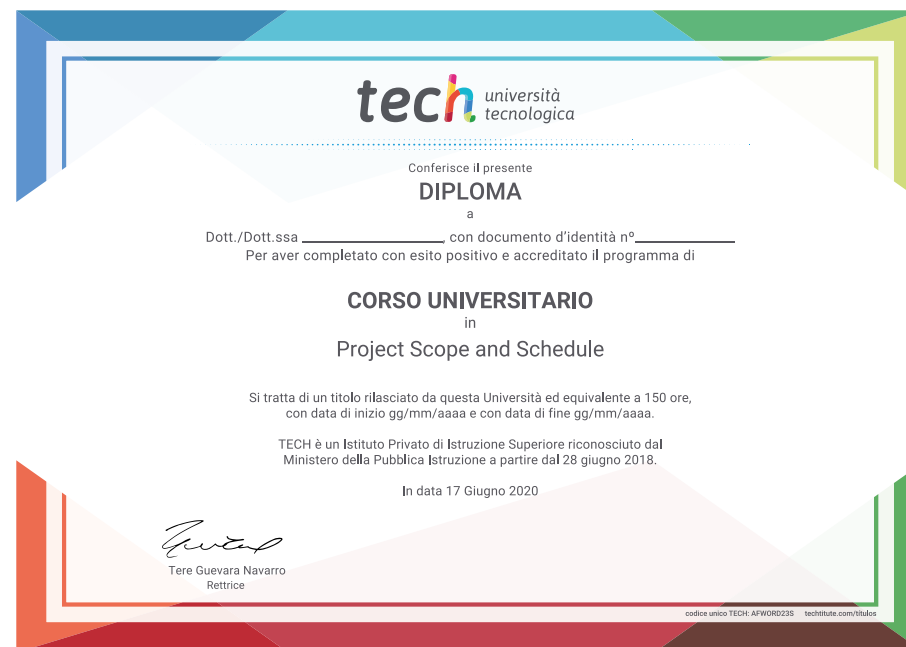 tech università
tecnologica
Conferisce il presente
DIPLOMA
a
Dott./Dott.ssa ______________, con documento d'identità nº__________
Per aver completato con esito positivo e accreditato il programma di
CORSO UNIVERSITARIO
in
Project Scope and Schedule
Si tratta di un titolo rilasciato da questa Università ed equivalente a 150 ore,
con data di inizio gg/mm/aaaa e con data di fine gg/mm/aaaa.
TECH è un Istituto Privato di Istruzione Superiore riconosciuto dal
Ministero della Pubblica Istruzione a partire dal 28 giugno 2018.
In data 17 Giugno 2020
Tere Guevara Navarro
Rettrice
codice unico TECH: AFWORD23S techtitute.com/titulos